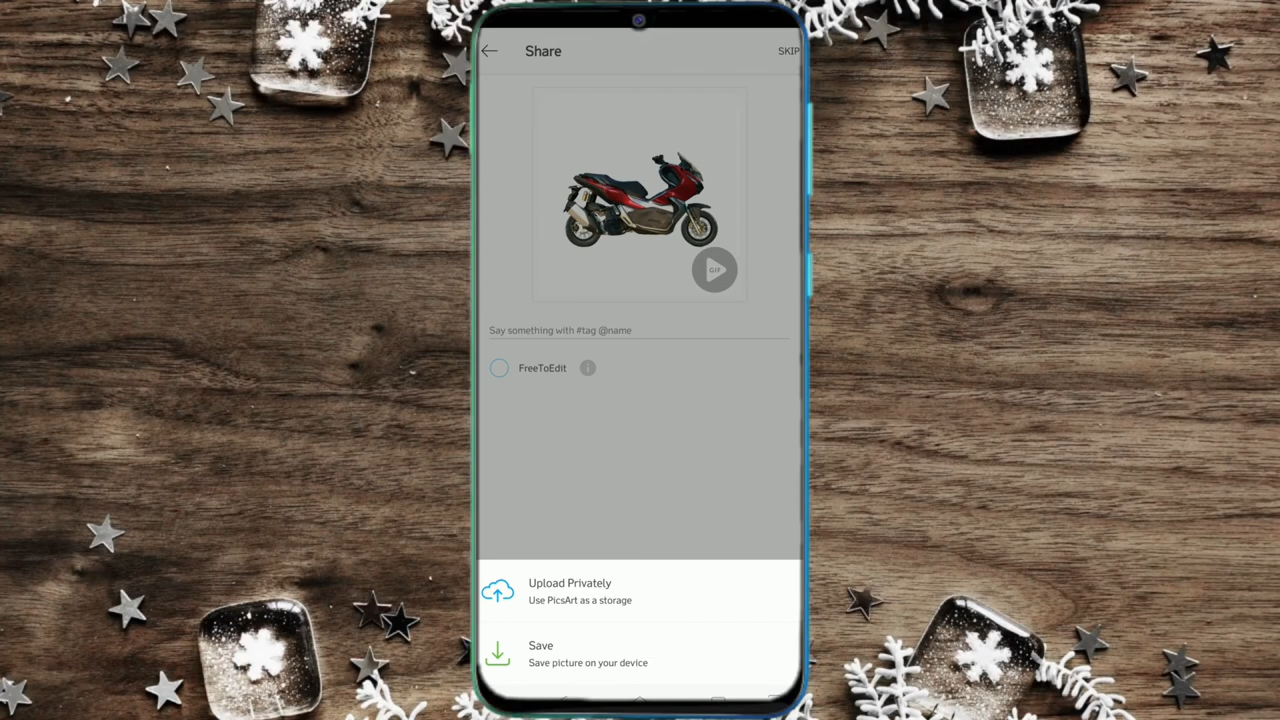 Share
SKIP
GIF
Say something with #tag @name
FreeToEdit
Upload Privately
Use PicsArt as a storage
Save
Save picture on your device